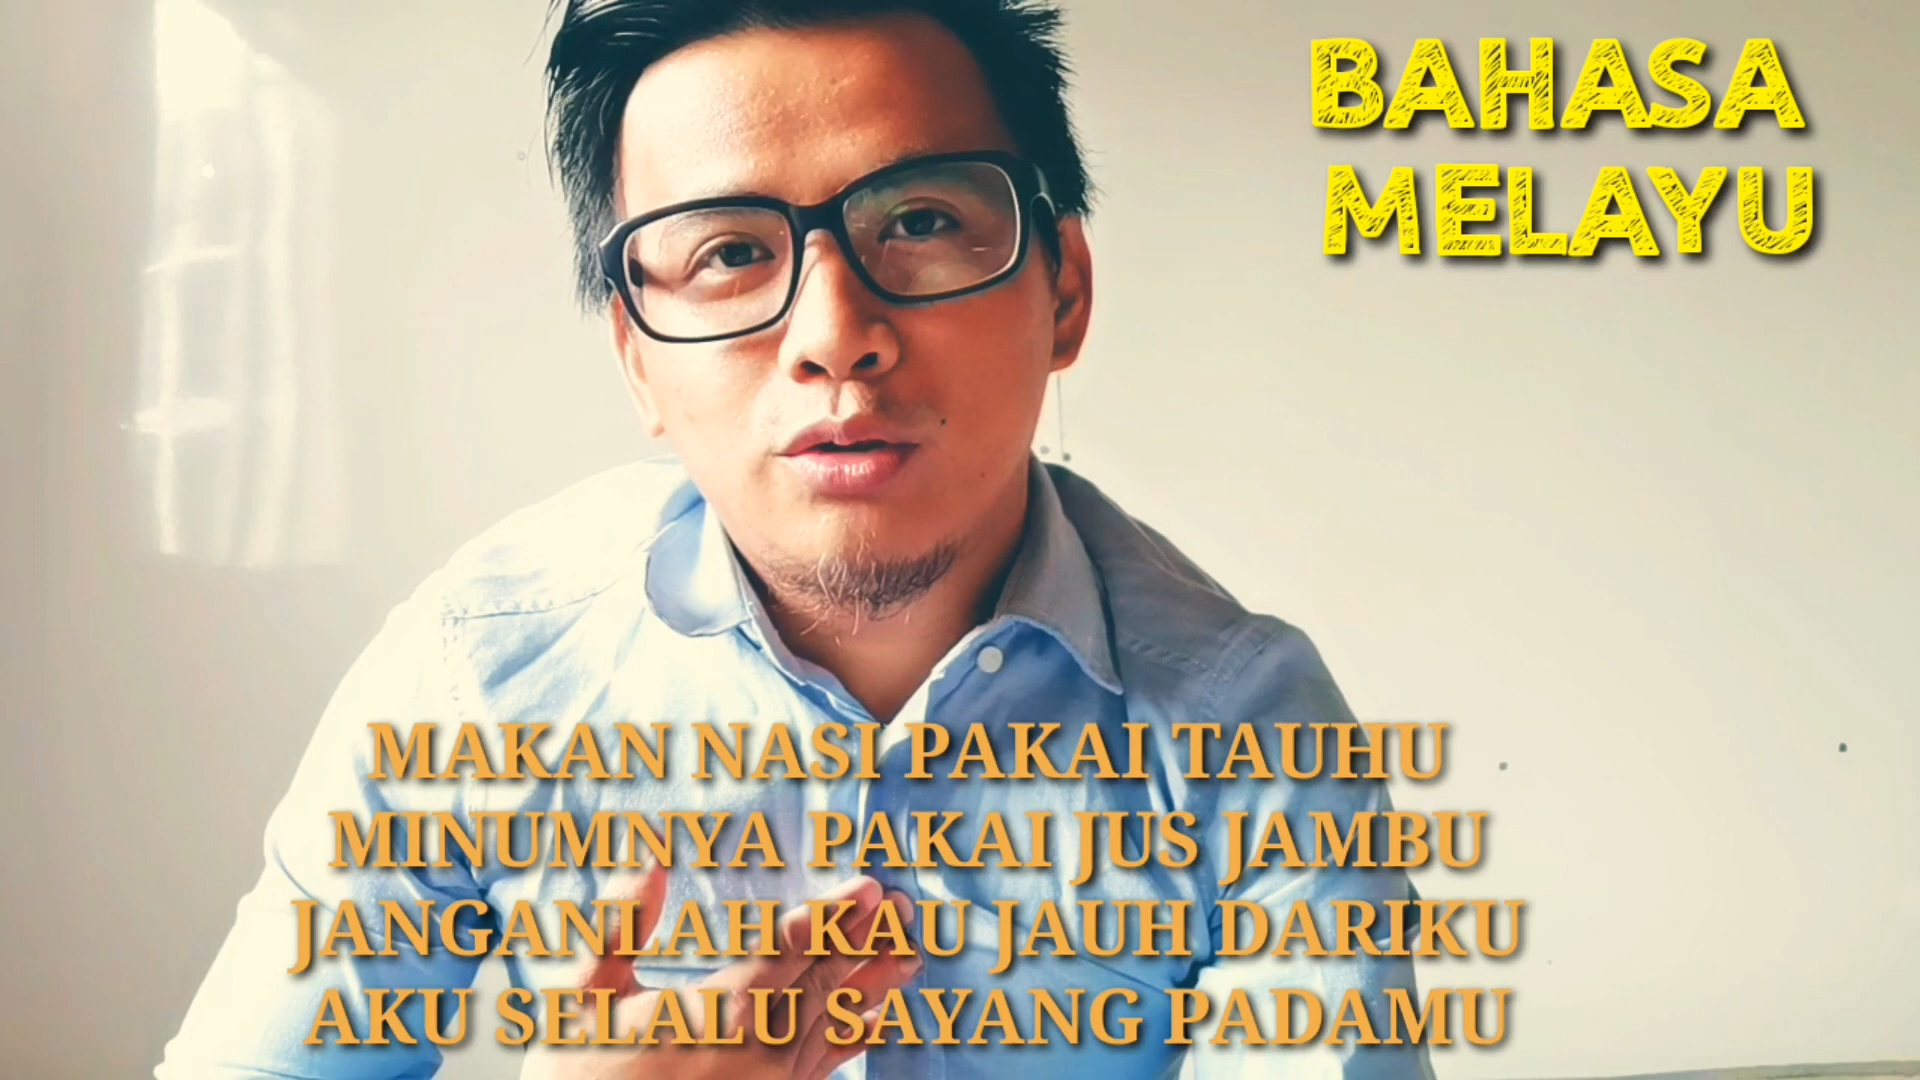 BAHASA
MELAYU
MAKAN NASI PAKAI TAUHU
MINUMNYA PAKAI JUS JAMBU
JANGANLAH KAU JAUH DARIKU
AKU SELALU SAYANG PADAMU